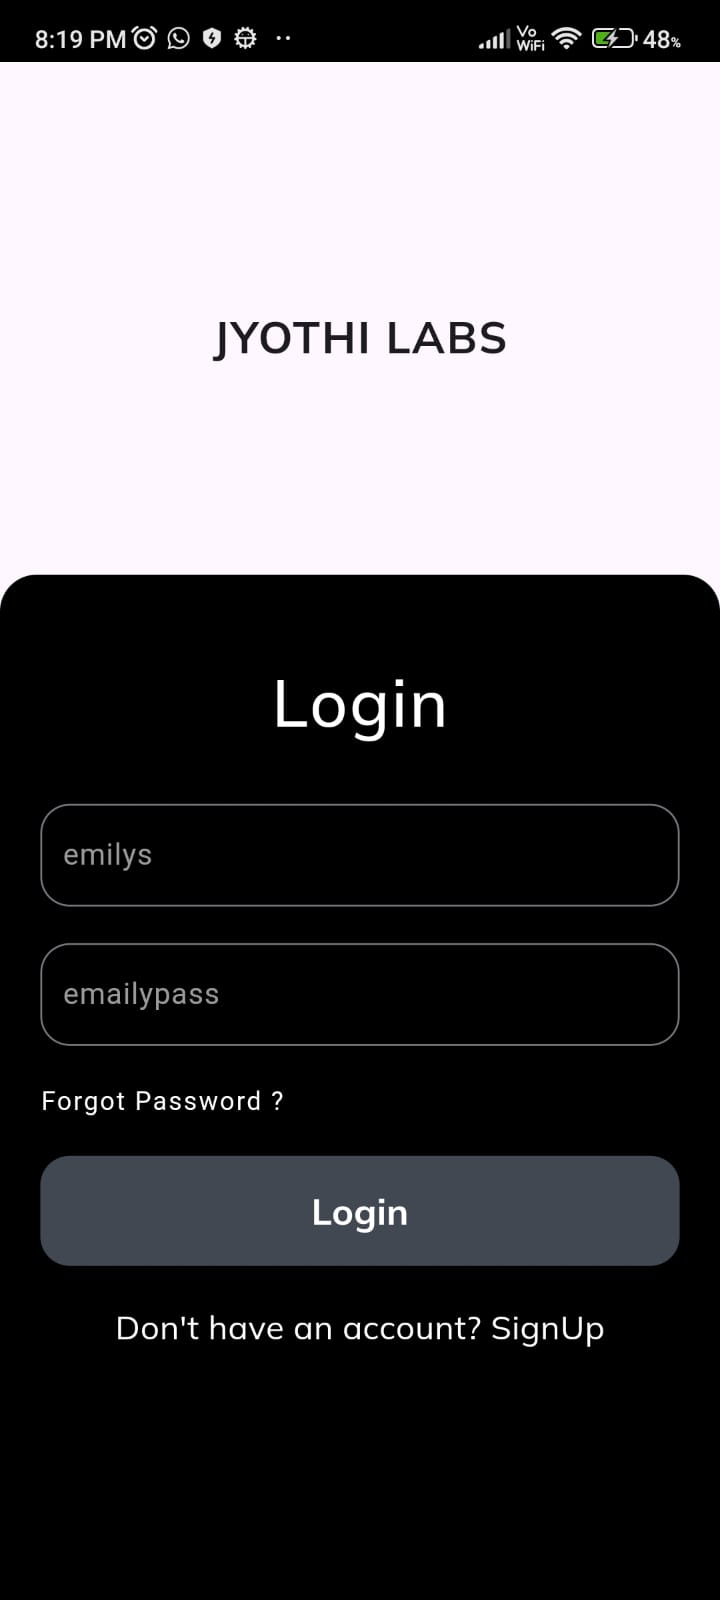 8:19 PM Vo WiFi 48%
JYOTHI LABS
Login
emilys
emailypass
Forgot Password ?
Login
Don't have an account? SignUp